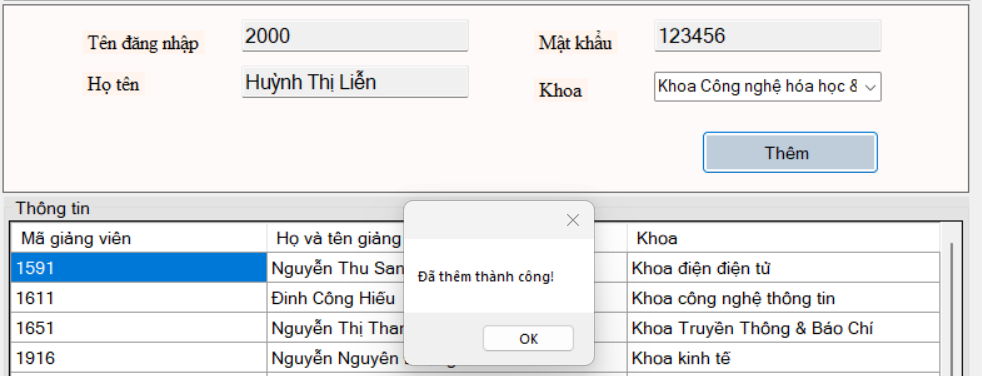 Tên đăng nhập 2000 Mật khẩu 123456
Họ tên Huỳnh Thị Liễn Khoa Khoa Công nghệ hóa học &
Thêm
Thông tin
Mã giảng viên Họ và tên giảng Khoa
1591 Nguyễn Thu San Khoa điện điện tử
Đã thêm thành công!
1611 Đinh Công Hiếu Khoa công nghệ thông tin
1651 Nguyễn Thị Than Khoa Truyền Thông & Báo Chí
OK
1916 Nguyễn Nguyên Khoa kinh tế